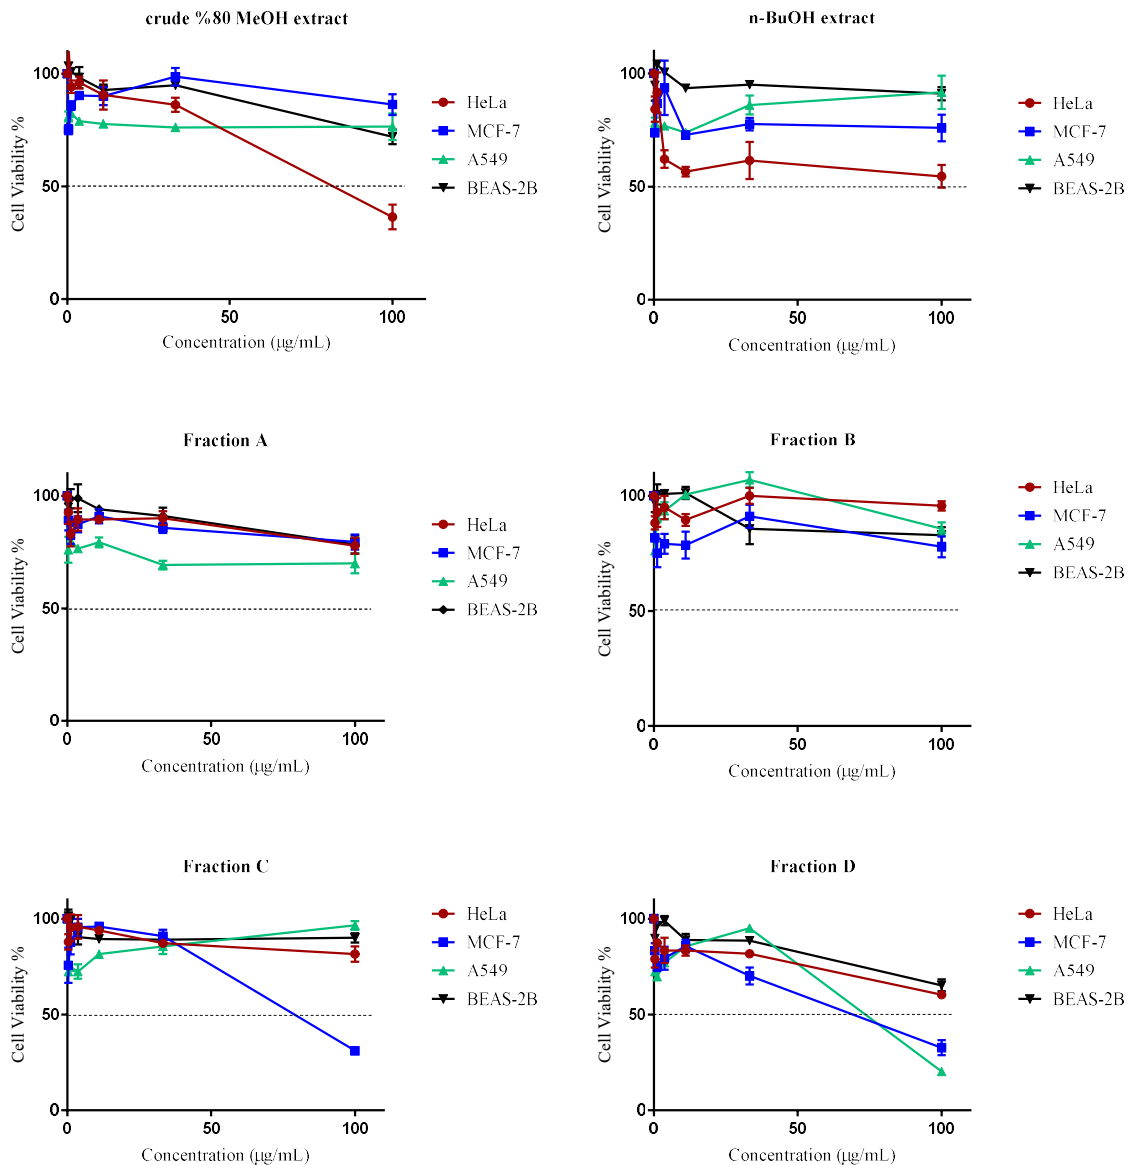 crude %80 MeOH extract
Cell Viability %
100
50
0
0
50
100
Concentration (µg/mL)
HeLa
MCF-7
A549
BEAS-2B
n-BuOH extract
Cell Viability %
100
50
0
0
50
100
Concentration (µg/mL)
HeLa
MCF-7
A549
BEAS-2B
Fraction A
Cell Viability %
100
50
0
0
50
100
Concentration (µg/mL)
HeLa
MCF-7
A549
BEAS-2B
Fraction B
Cell Viability %
100
50
0
0
50
100
Concentration (µg/mL)
HeLa
MCF-7
A549
BEAS-2B
Fraction C
Cell Viability %
100
50
0
0
50
100
Concentration (µg/mL)
HeLa
MCF-7
A549
BEAS-2B
Fraction D
Cell Viability %
100
50
0
0
50
100
Concentration (µg/mL)
HeLa
MCF-7
A549
BEAS-2B